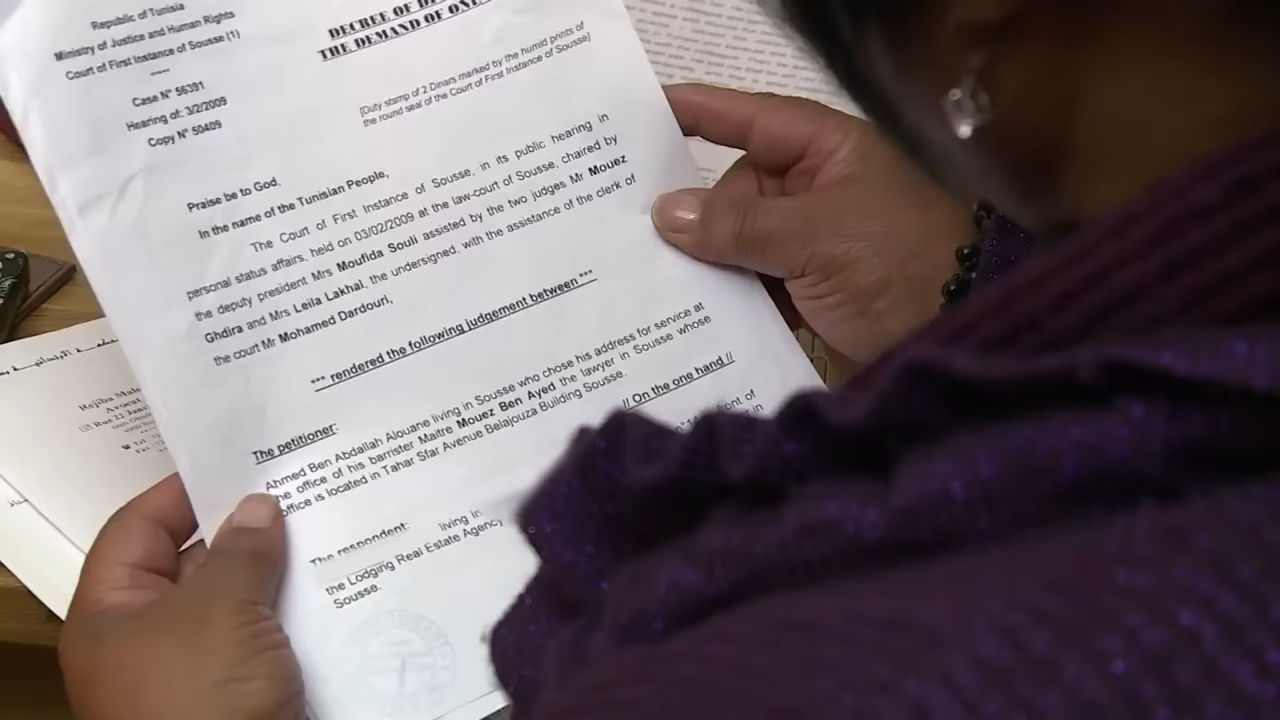 Republic of Tunisia
Ministry of Justice and Human Rights
Court of First Instance of Sousse (1)
Case N° 56391
Hearing of: 3/2/2009
Copy N° 50409
DECREE OF
THE DEMAND OF
[Duty stamp of 2 Dinars marked by the humid prints of
the round seal of the Court of First Instance of Sousse]
Praise be to God,
In the name of the Tunisian People,
The Court of First Instance of Sousse, in its public hearing in
personal status affairs, held on 03/02/2009 at the law-court of Sousse, chaired by
the deputy president Mrs Moufida Souli assisted by the two judges Mr Mouez
Ghdira and Mrs Leila Lakhal, the undersigned, with the assistance of the clerk of
the court Mr Mohamed Dardouri,
*** rendered the following judgement between ***
The petitioner:
Ahmed Ben Abdallah Alouane living in Sousse who chose his address for service at
the office of his barrister Maitre Mouez Ben Ayed the lawyer in Sousse whose
office is located in Tahar Sfar Avenue Belajouza Building Sousse.
// On the one hand //
The respondent: living in
the Lodging Real Estate Agency
Sousse.
Rejiba
Avocat
Rue 22